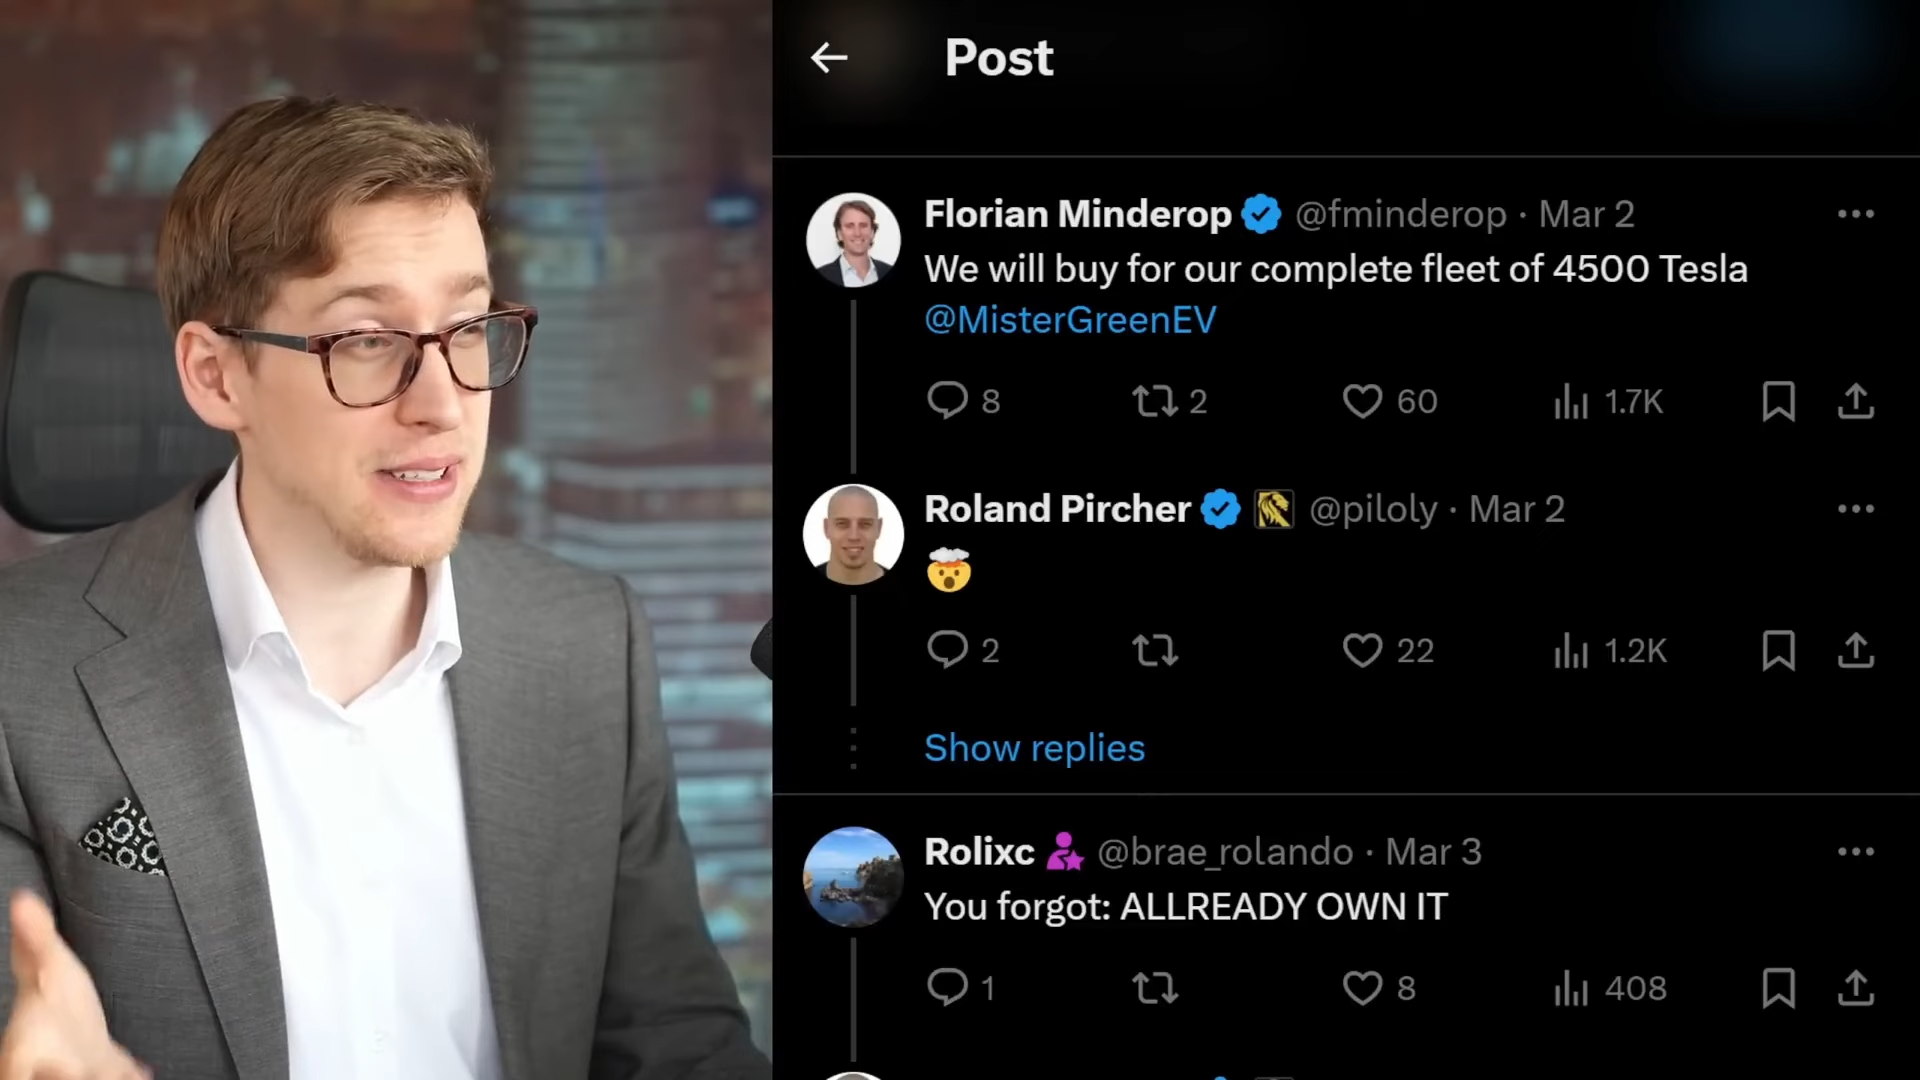 Post
Florian Minderop @fminderop · Mar 2
We will buy for our complete fleet of 4500 Tesla
@MisterGreenEV
8 2 60 1.7K
Roland Pircher @piloly · Mar 2
2 22 1.2K
Show replies
Rolixc @brae_rolando · Mar 3
You forgot: ALLREADY OWN IT
1 8 408